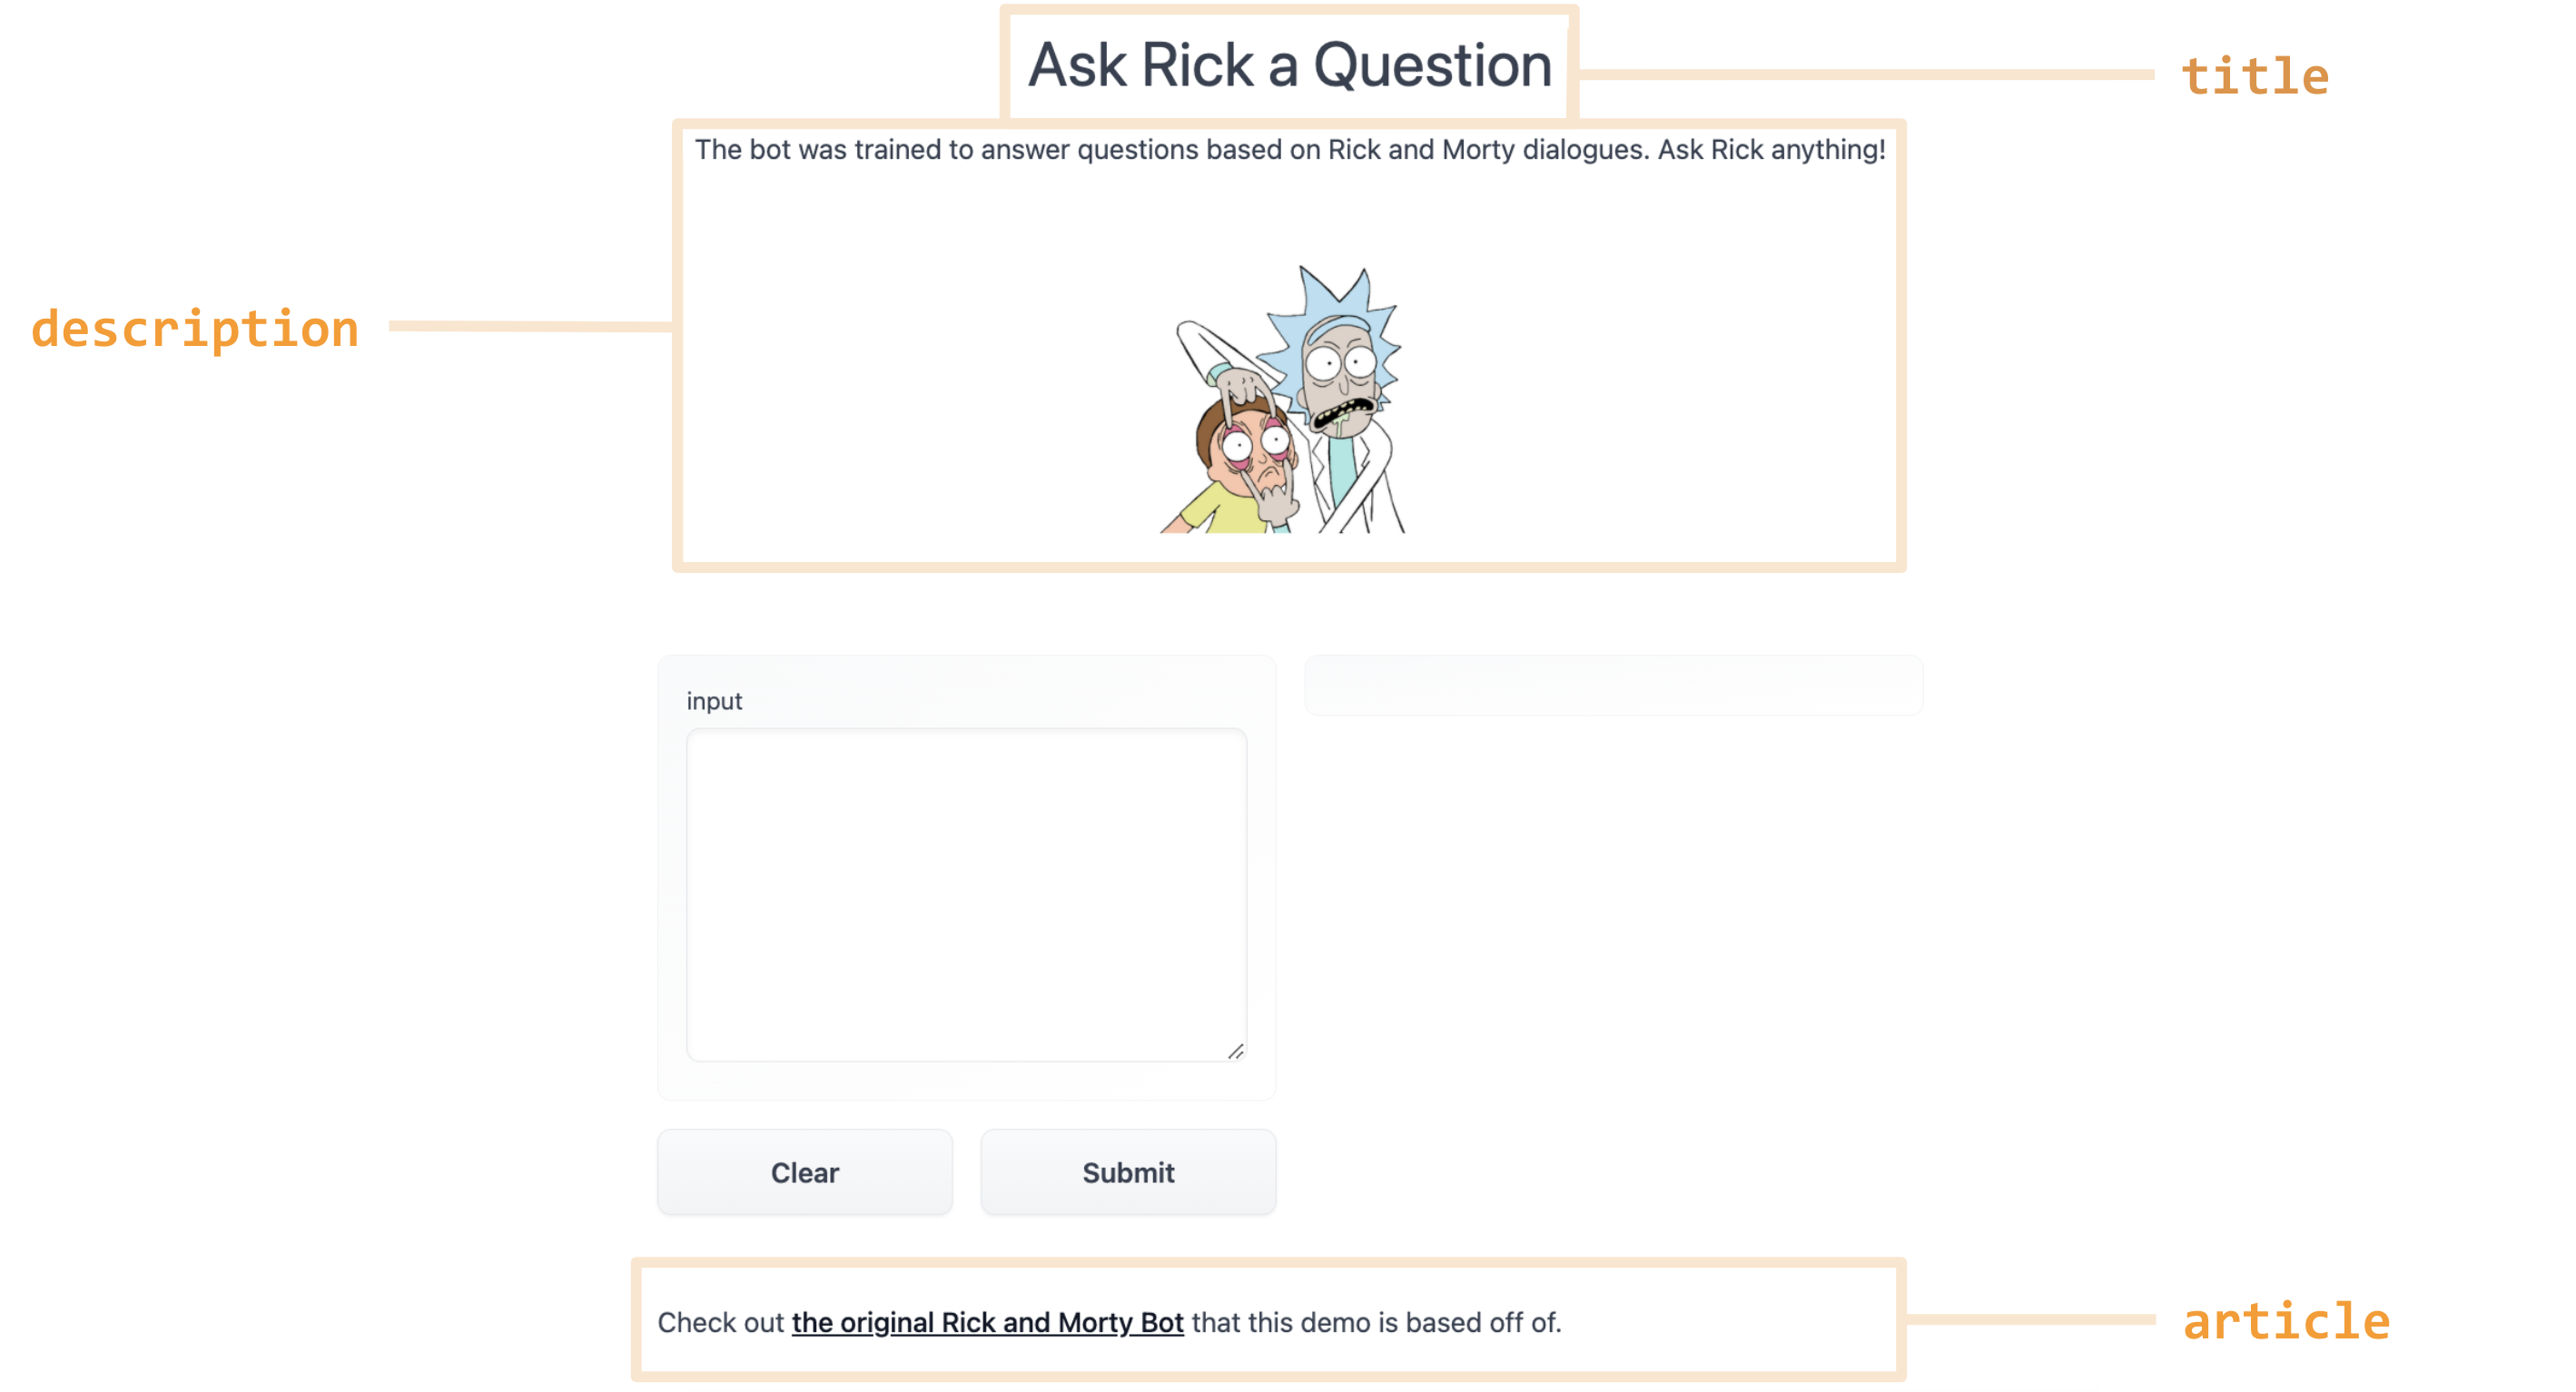 Ask Rick a Question
title
The bot was trained to answer questions based on Rick and Morty dialogues. Ask Rick anything!
description
input
Clear
Submit
Check out the original Rick and Morty Bot that this demo is based off of.
article